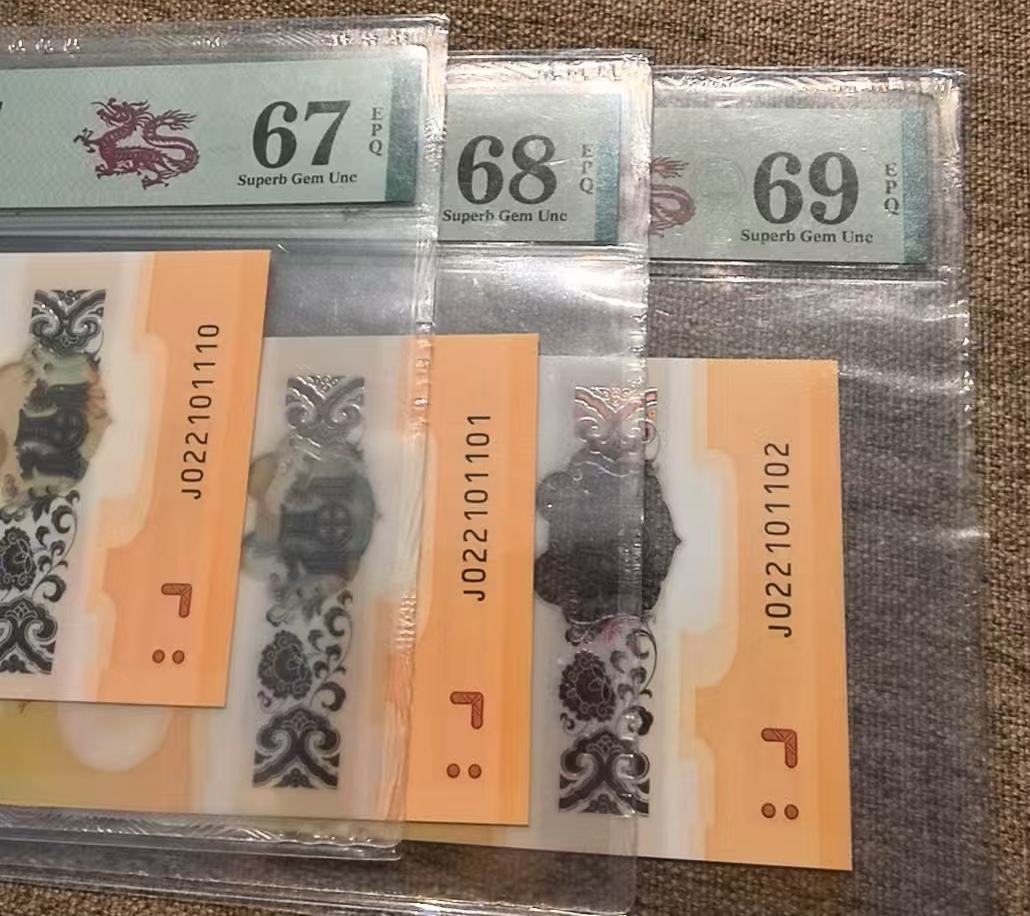 67
EPQ
Superb Gem Unc
68
EPQ
Superb Gem Unc
69
EPQ
Superb Gem Unc
J022101110
J022101101
J022101102